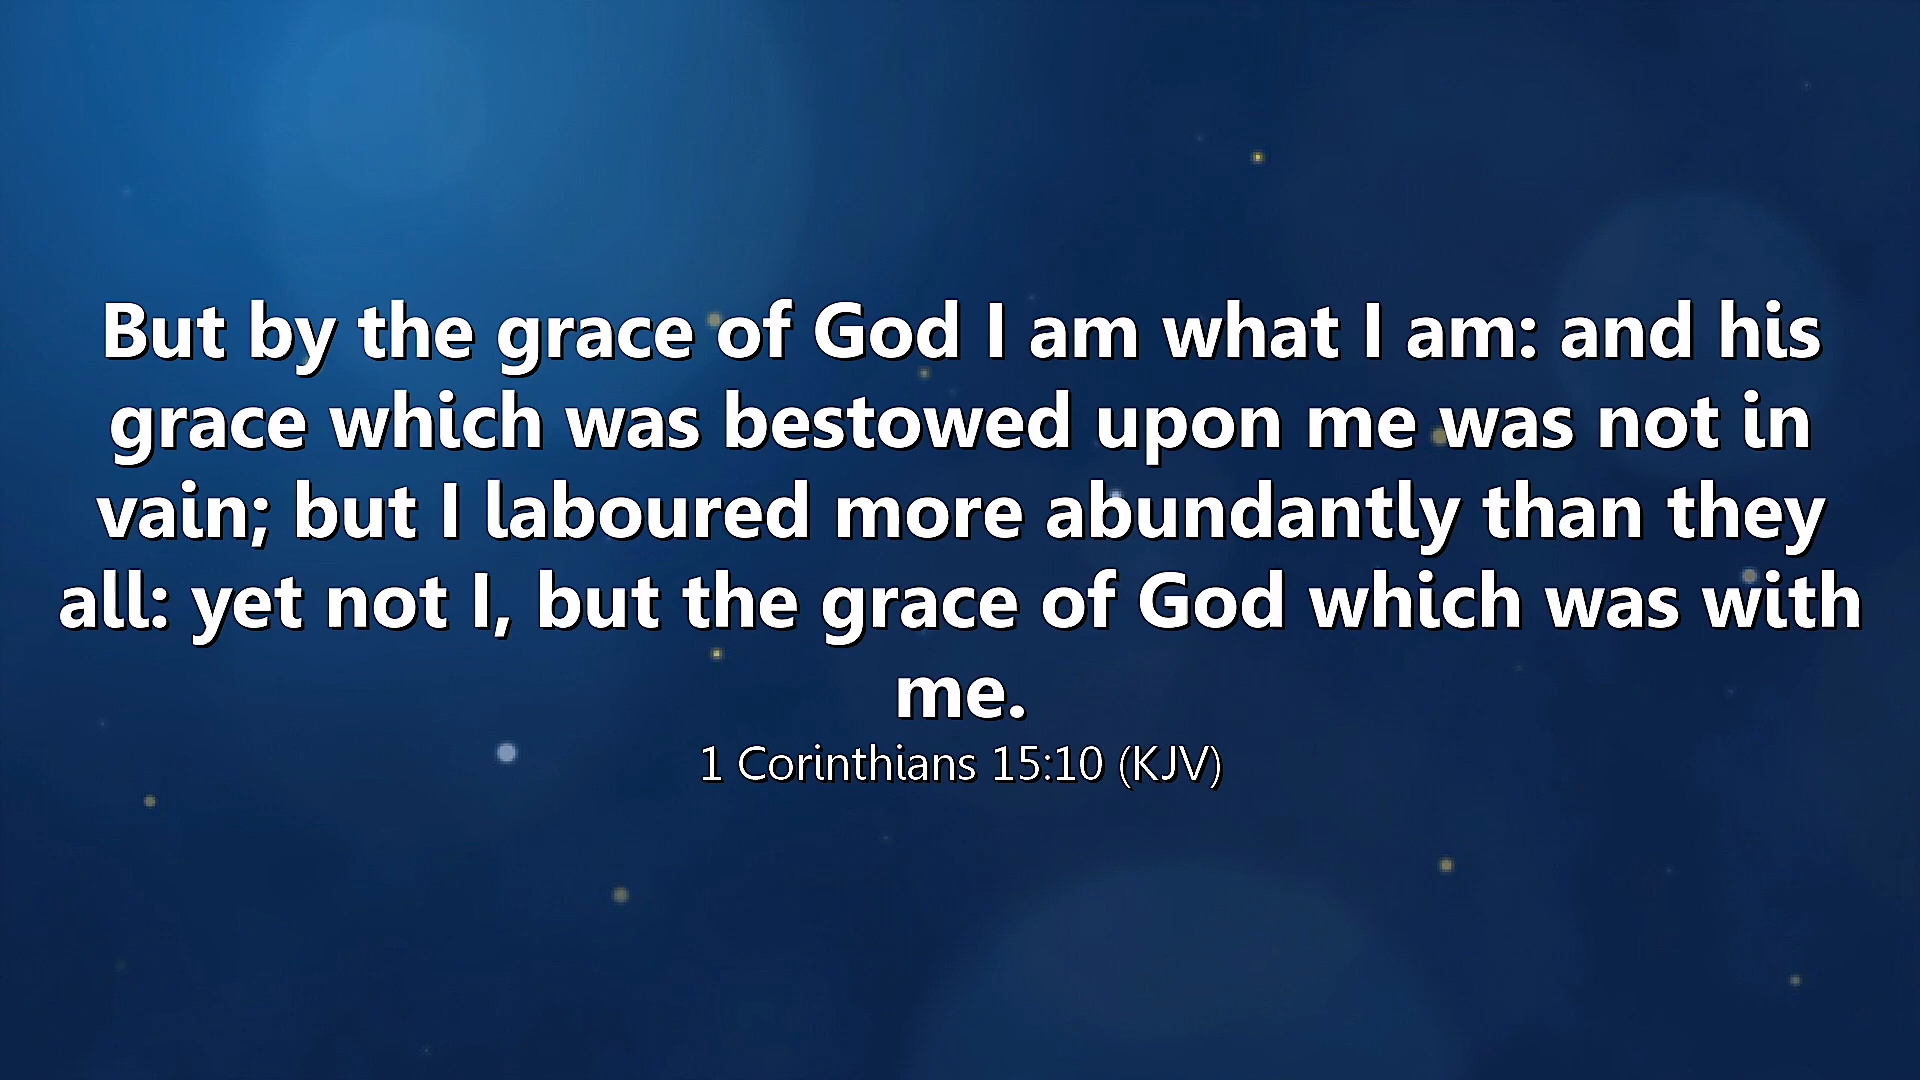 But by the grace of God I am what I am: and his
grace which was bestowed upon me was not in
vain; but I laboured more abundantly than they
all: yet not I, but the grace of God which was with
me.
1 Corinthians 15:10 (KJV)